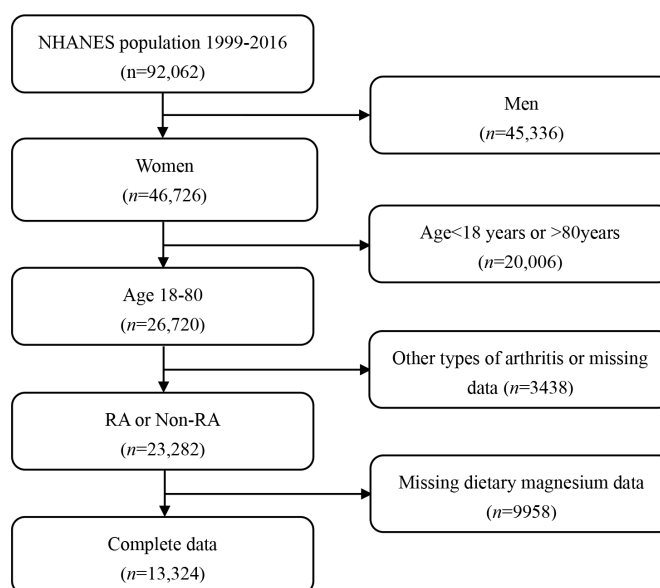 NHANES population 1999-2016
(n=92,062)
Men
(n=45,336)
Women
(n=46,726)
Age<18 years or >80years
(n=20,006)
Age 18-80
(n=26,720)
Other types of arthritis or missing
data (n=3438)
RA or Non-RA
(n=23,282)
Missing dietary magnesium data
(n=9958)
Complete data
(n=13,324)